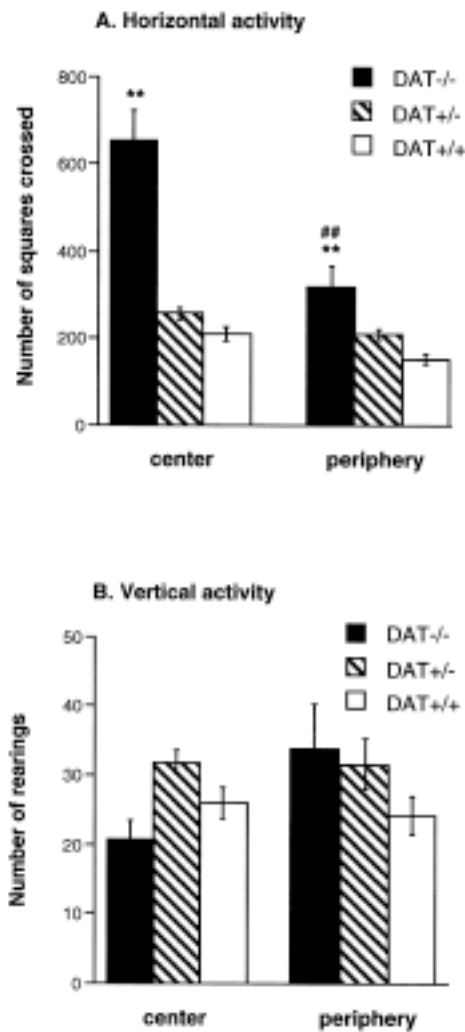 A. Horizontal activity
800
600
400
200
0
Number of squares crossed
DAT-/-
DAT+/-
DAT+/+
**
##
**
center periphery
B. Vertical activity
50
40
30
20
10
0
Number of rearings
DAT-/-
DAT+/-
DAT+/+
center periphery